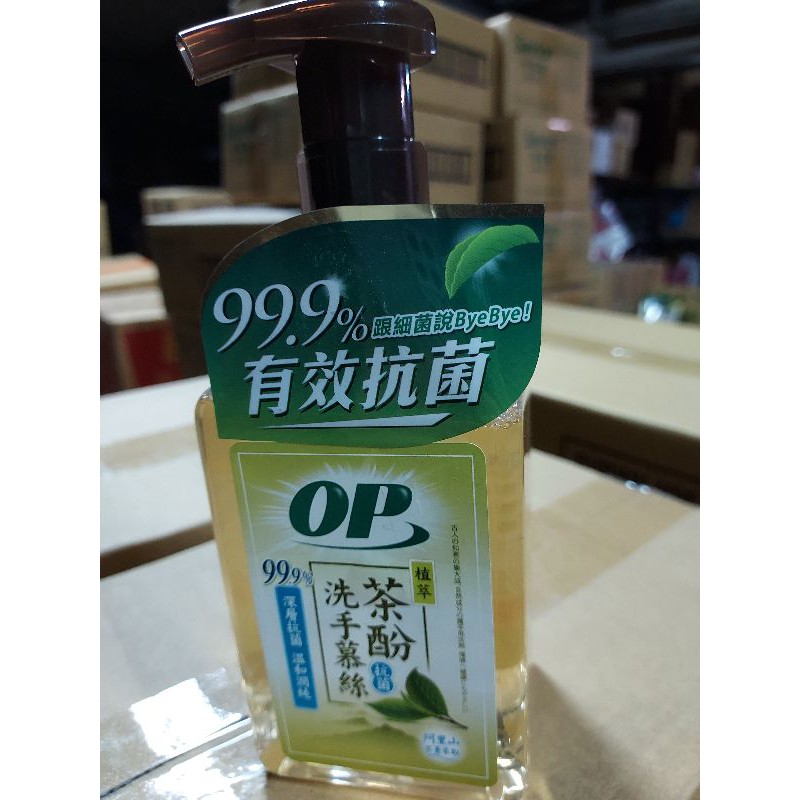 99.9%
跟細菌說ByeBye!
有效抗菌
OP
99.9%
植萃
茶酚
抗菌
洗手慕絲
深層抗菌 溫和潤純
阿里山